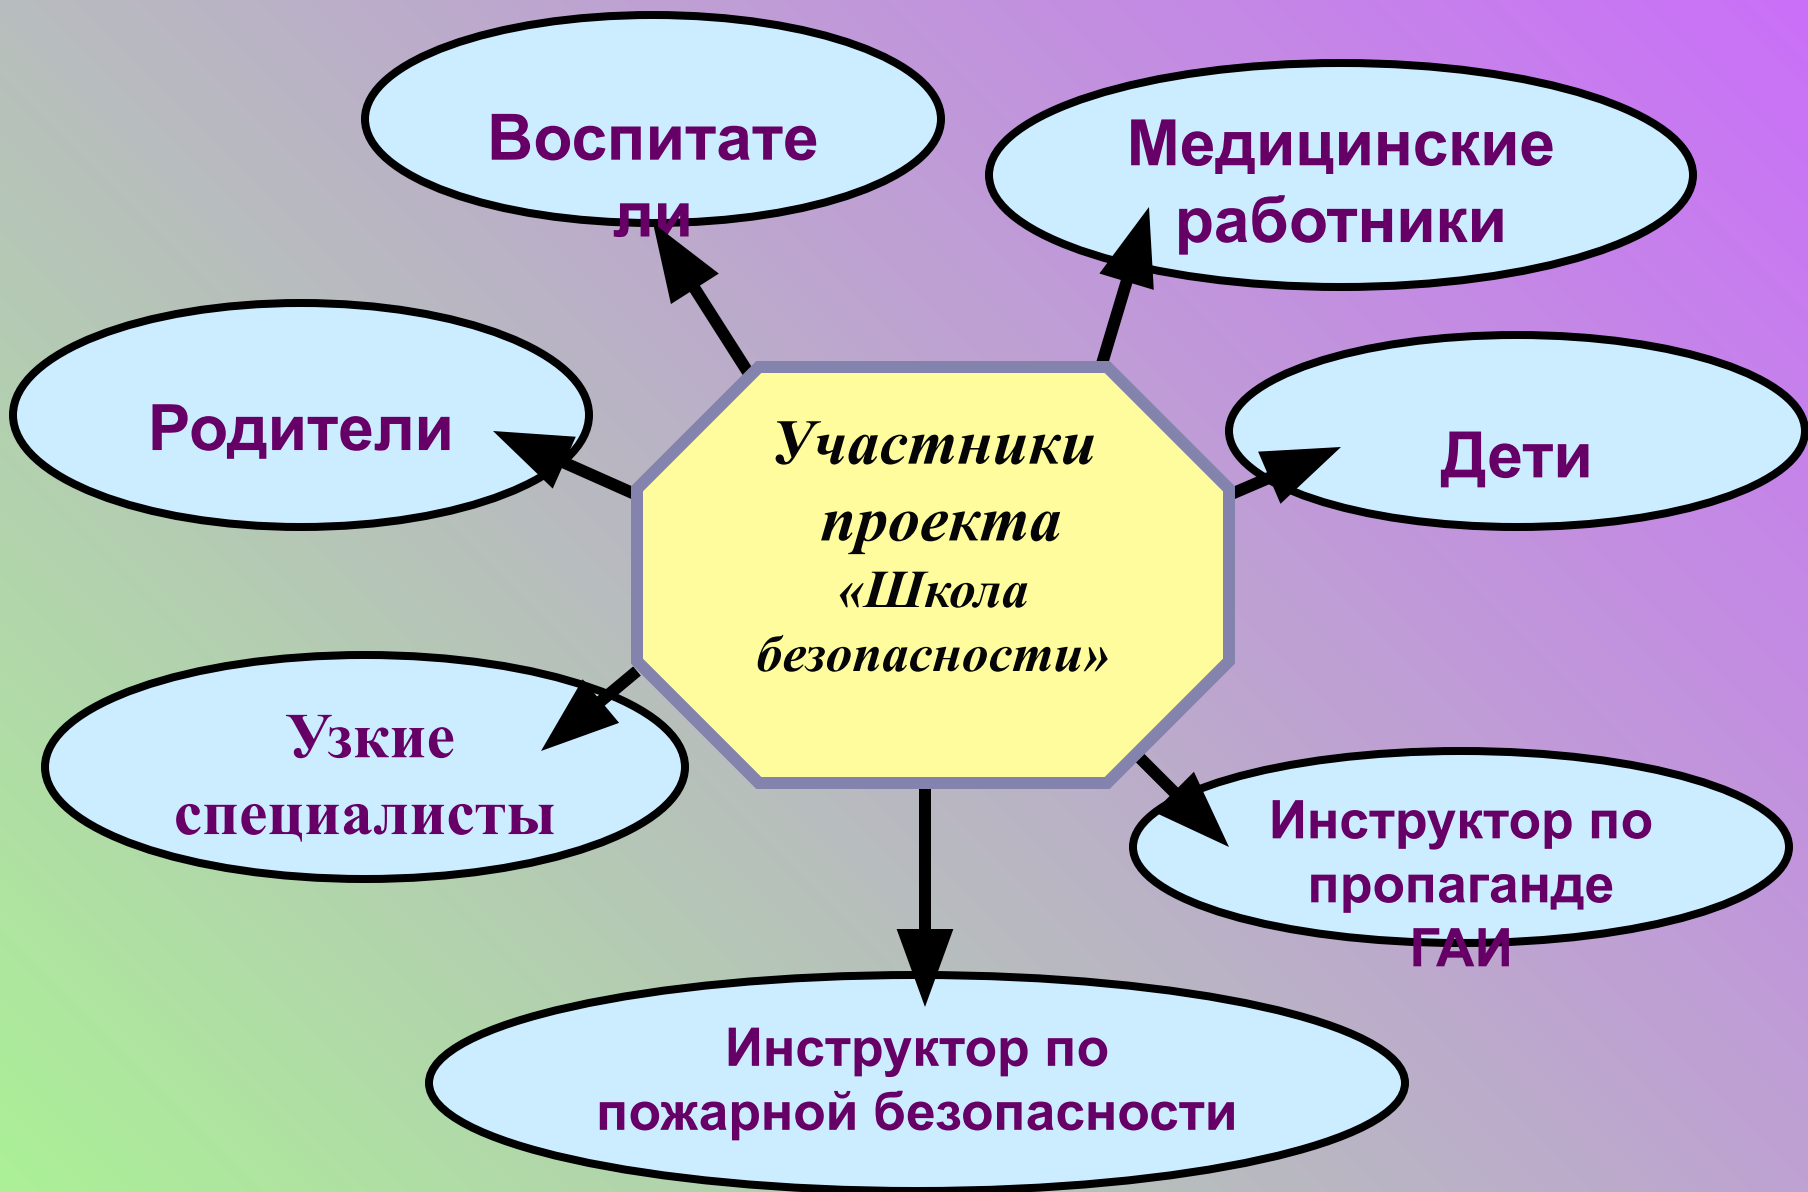 Воспитате
ли
Медицинские
работники
Родители
Участники
проекта
«Школа
безопасности»
Дети
Узкие
специалисты
Инструктор по
пропаганде
ГАИ
Инструктор по
пожарной безопасности